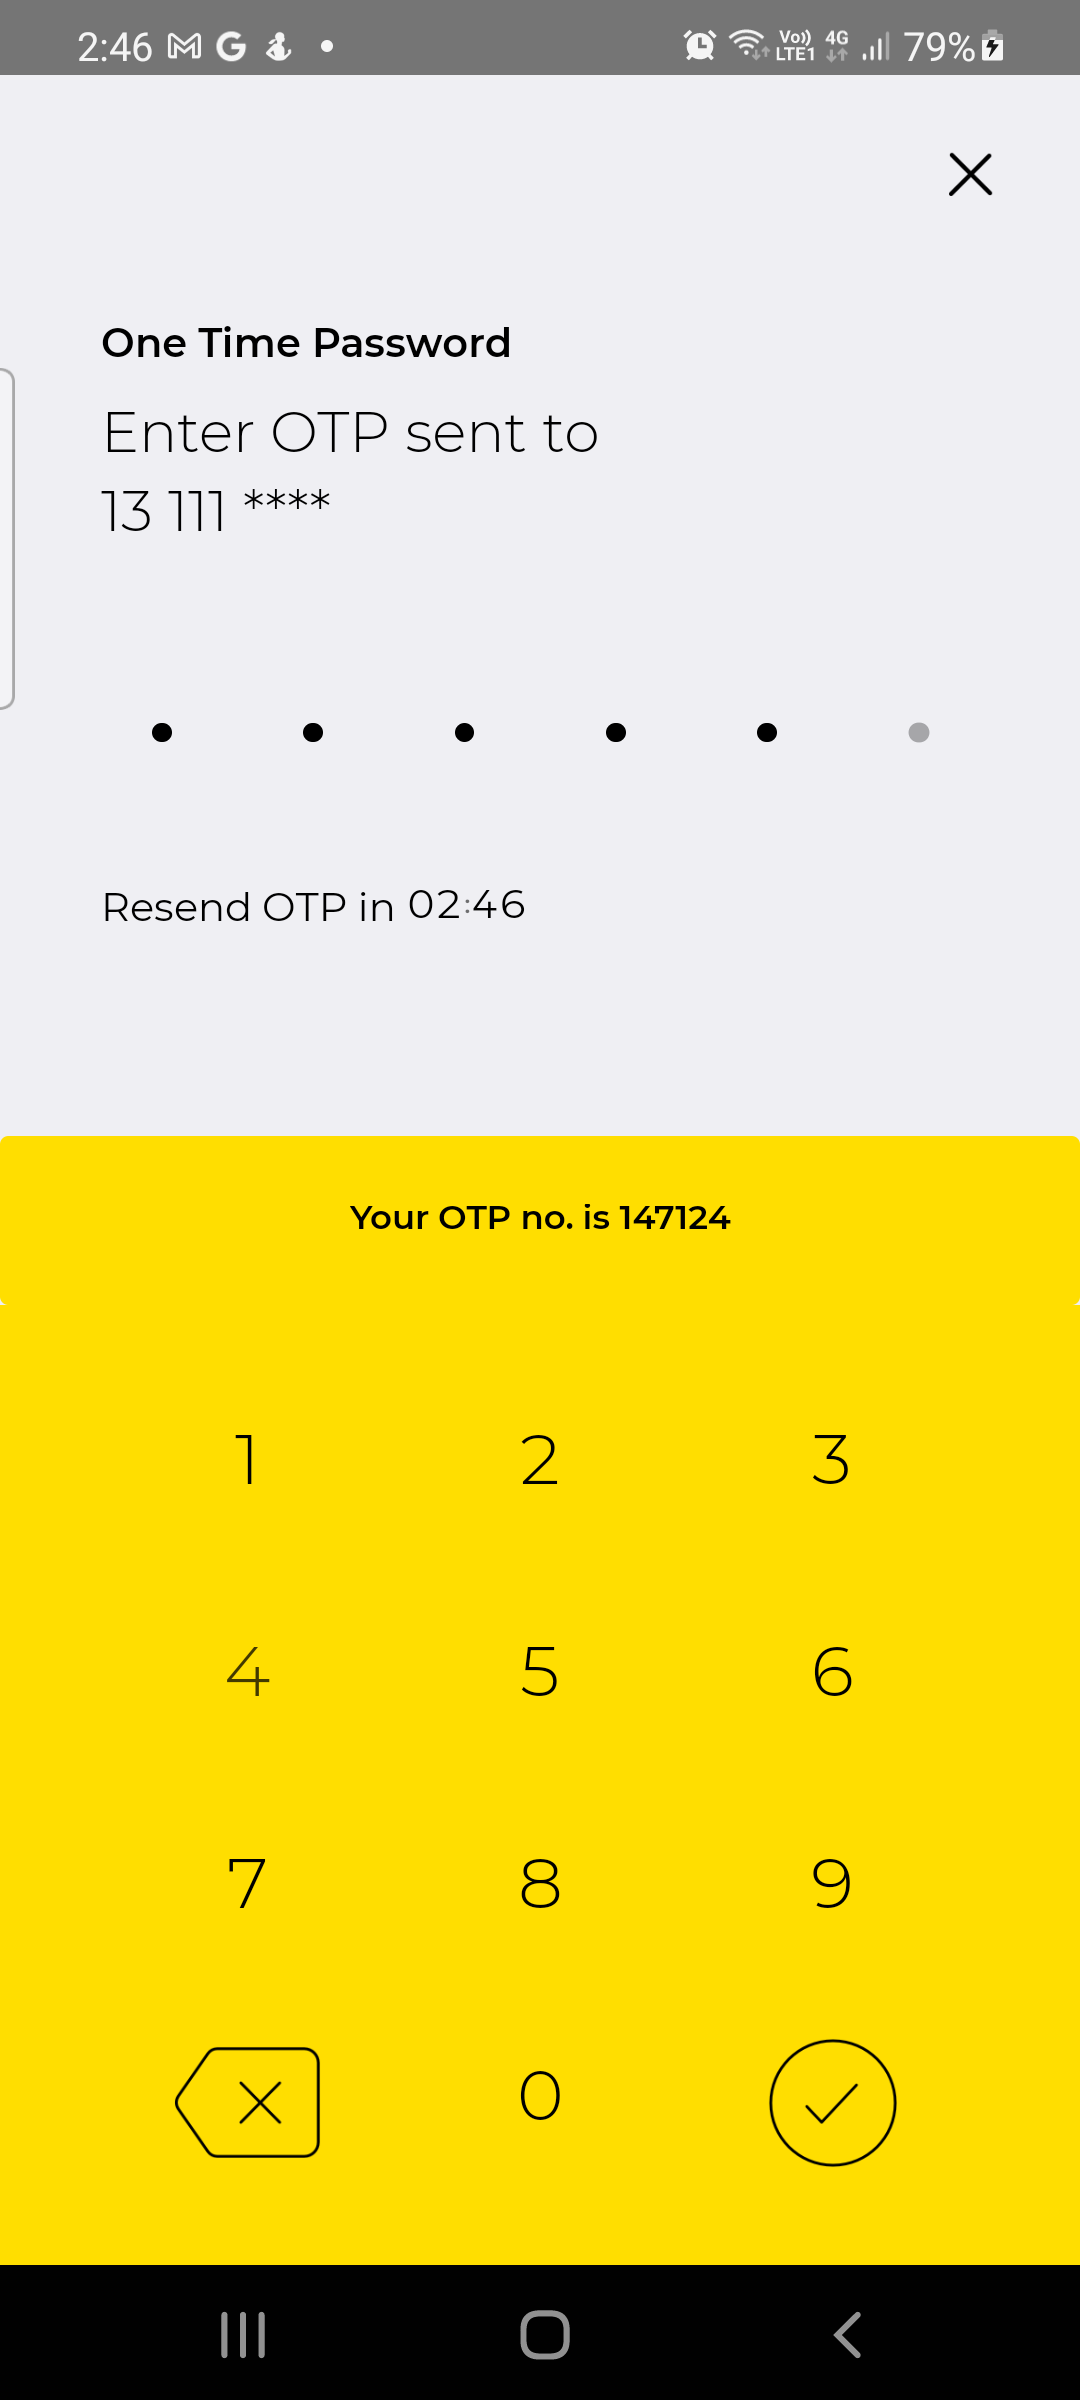 2:46
Vo)) LTE1 4G 79%
One Time Password
Enter OTP sent to
13 111 ****
Resend OTP in 02:46
Your OTP no. is 147124
1 2 3
4 5 6
7 8 9
0